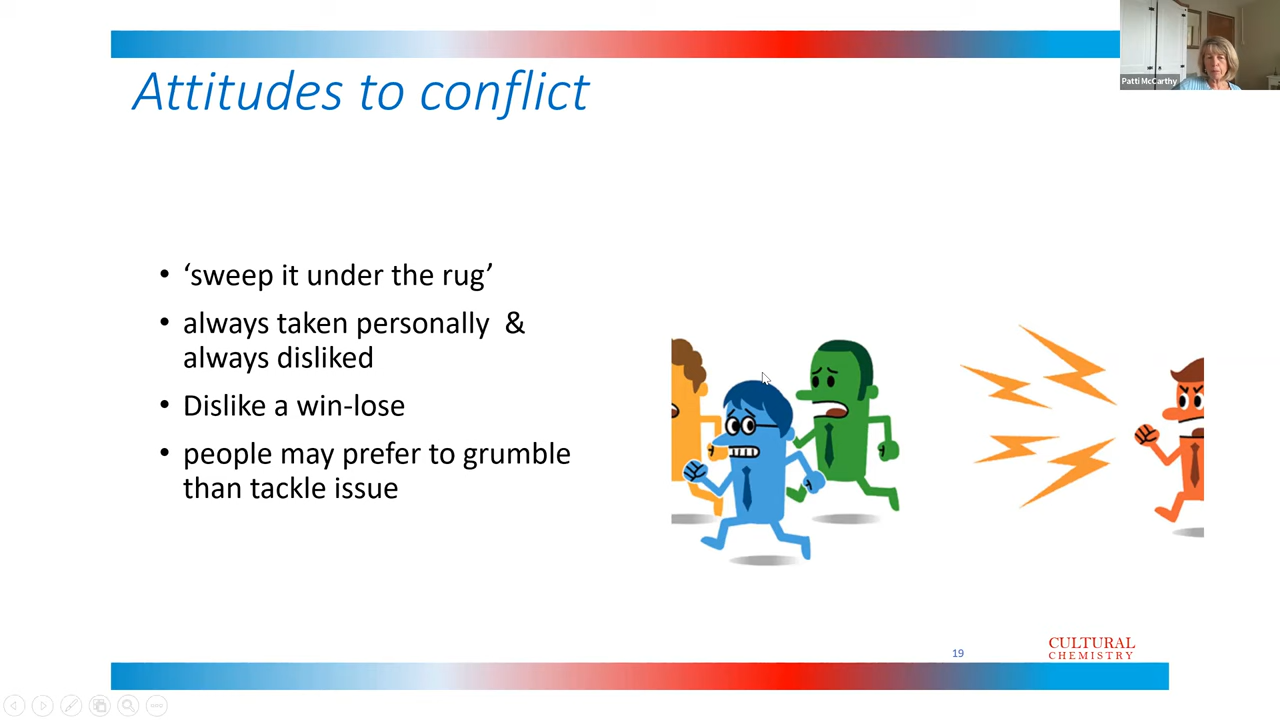 Attitudes to conflict
Patti McCarthy
• ‘sweep it under the rug’
• always taken personally  &
always disliked
• Dislike a win-lose
• people may prefer to grumble
than tackle issue
19
CULTURAL
CHEMISTRY